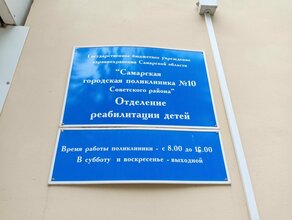 Государственное бюджетное учреждение
здравоохранения Самарской области
"Самарская
городская поликлиника №10
Советского района"
Отделение
реабилитации детей
Время работы поликлиники - с 8.00 до 16.00
В субботу и воскресенье - выходной